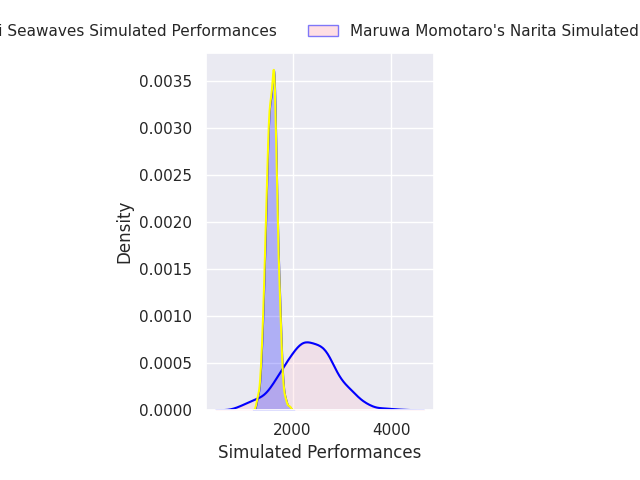 i Seawaves Simulated Performances
Maruwa Momotaro's Narita Simulated
0.0035
0.0030
0.0025
0.0020
0.0015
0.0010
0.0005
0.0000
Density
2000 4000
Simulated Performances